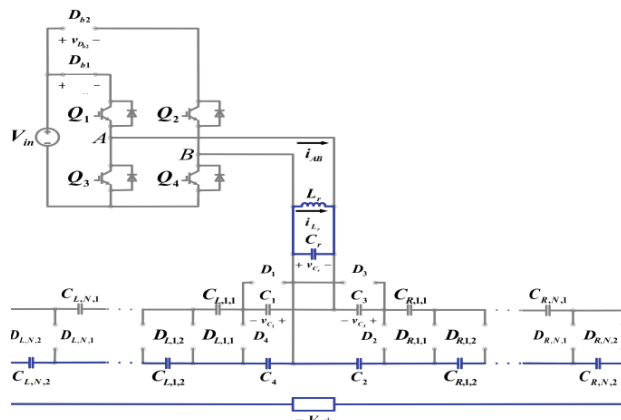 D_{b2}
+ v_{D_{b2}} −
D_{b1}
+ −
Q_1 Q_2
V_{in} A
B
i_{AB}
Q_3 Q_4
L_r
i_{L_r}
C_r
+ v_{C_r} −
D_1 D_3
C_{L,N,1} C_{L,1,1} C_1 C_3 C_{R,1,1} C_{R,N,1}
− v_{C_1} + − v_{C_3} +
D_{L,N,2} D_{L,N,1} D_{L,1,2} D_{L,1,1} D_4 D_2 D_{R,1,1} D_{R,1,2} D_{R,N,1} D_{R,N,2}
C_{L,N,2} C_{L,1,2} C_4 C_2 C_{R,1,2} C_{R,N,2}